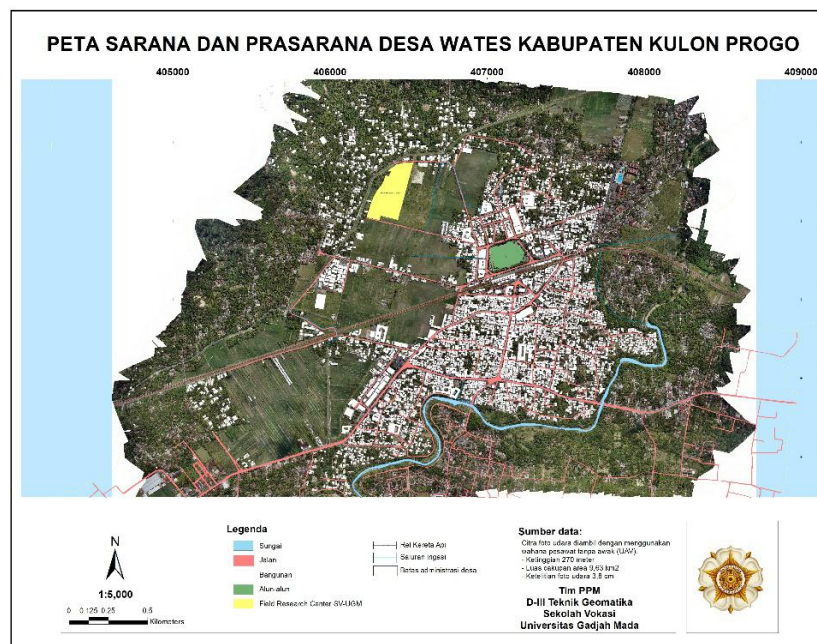 PETA SARANA DAN PRASARANA DESA WATES KABUPATEN KULON PROGO
405000 406000 407000 408000 409000
N
1:5,000
0 0.125 0.25 0.5
Kilometers
Legenda
Sungai
Jalan
Bangunan
Alun-alun
Field Research Center SV-UGM
Rel Kereta Api
Saluran Irigasi
Batas administrasi desa
Sumber data:
Citra foto udara diambil dengan menggunakan
wahana pesawat tanpa awak (UAV).
- Ketinggian 270 meter
- Luas cakupan area 9,63 km2
- Ketelitian foto udara 3,8 cm
Tim PPM
D-III Teknik Geomatika
Sekolah Vokasi
Universitas Gadjah Mada